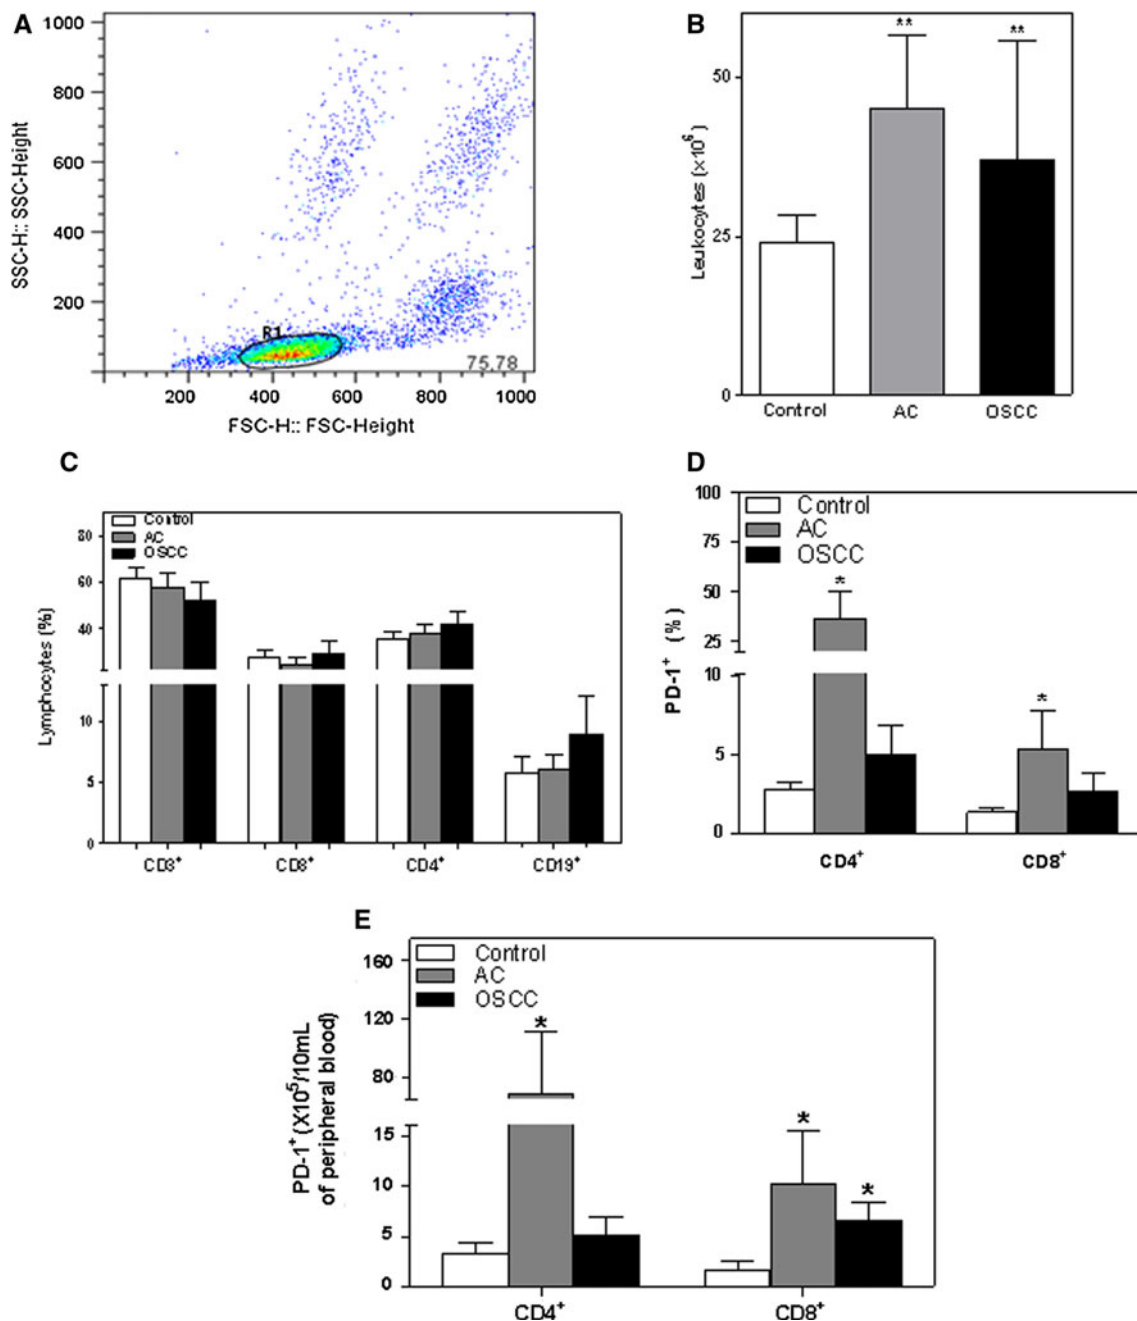 A
1000
800
600
400
200
SSC-H:: SSC-Height
R1
75.78
200 400 600 800 1000
FSC-H:: FSC-Height
B
** **
50
25
0
Leukocytes (×10⁶)
Control AC OSCC
C
Control
AC
OSCC
80
60
40
10
5
0
Lymphocytes (%)
CD3⁺ CD8⁺ CD4⁺ CD19⁺
D
Control
AC
OSCC
100
75
50
25
10
5
0
PD-1⁺ (%)
* *
CD4⁺ CD8⁺
E
Control
AC
OSCC
160
120
80
15
10
5
0
PD-1⁺ (X10⁵/10mL
of peripheral blood)
* * *
CD4⁺ CD8⁺